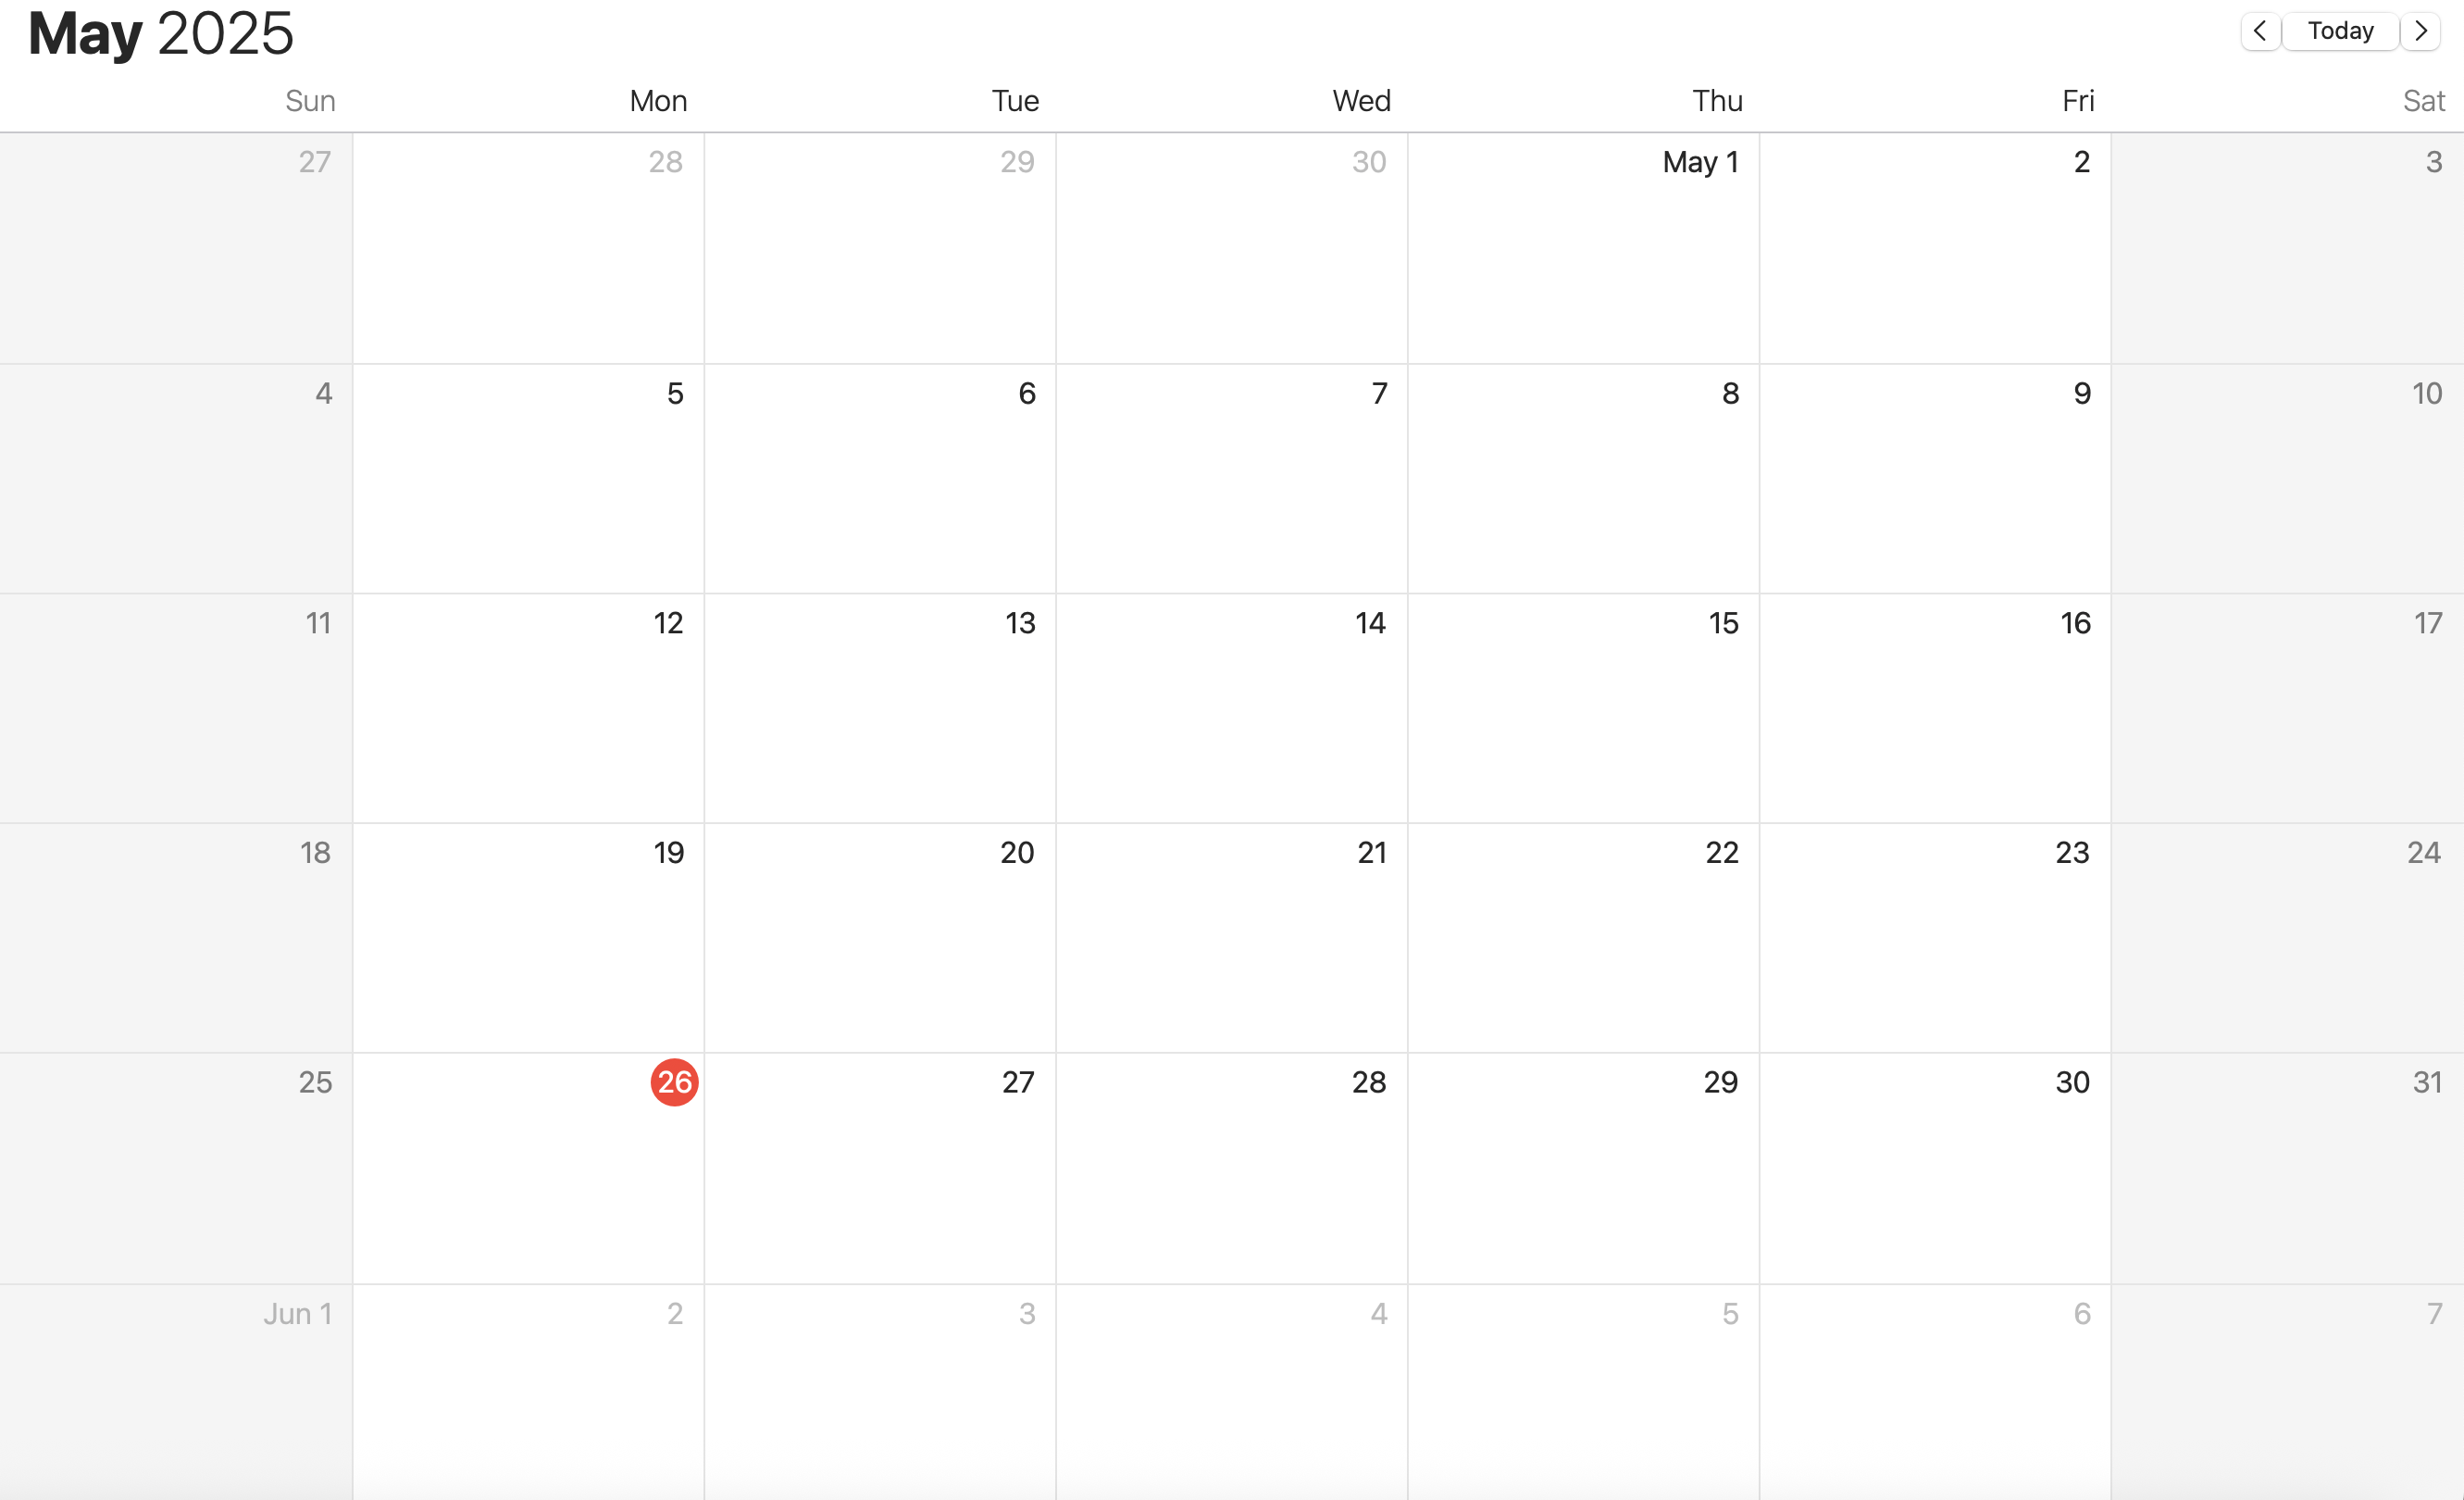 May 2025
Today
Sun Mon Tue Wed Thu Fri Sat
27 28 29 30 May 1 2 3
4 5 6 7 8 9 10
11 12 13 14 15 16 17
18 19 20 21 22 23 24
25 26 27 28 29 30 31
Jun 1 2 3 4 5 6 7